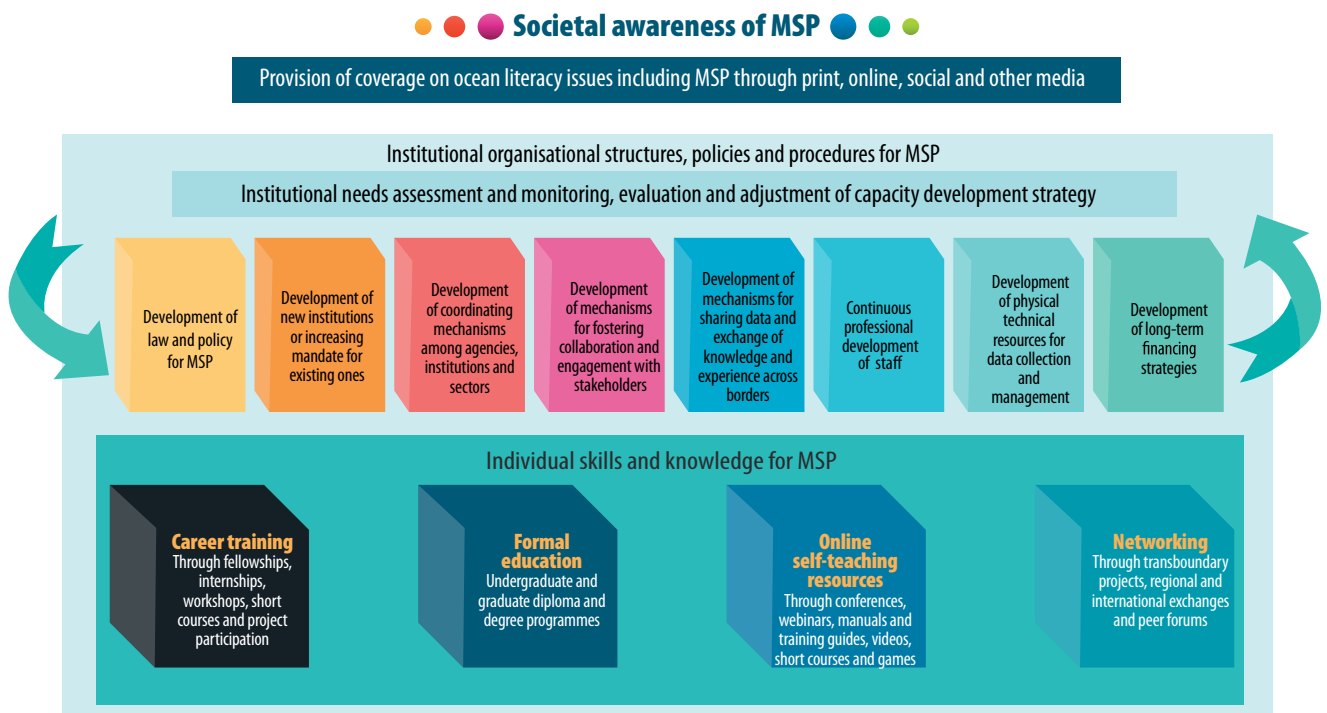 Societal awareness of MSP
Provision of coverage on ocean literacy issues including MSP through print, online, social and other media
Institutional organisational structures, policies and procedures for MSP
Institutional needs assessment and monitoring, evaluation and adjustment of capacity development strategy
Development of
law and policy
for MSP
Development of
new institutions
or increasing
mandate for
existing ones
Development
of coordinating
mechanisms
among agencies,
institutions and
sectors
Development
of mechanisms
for fostering
collaboration and
engagement with
stakeholders
Development of
mechanisms for
sharing data and
exchange of
knowledge and
experience across
borders
Continuous
professional
development
of staff
Development
of physical
technical
resources for
data collection
and
management
Development
of long-term
financing
strategies
Individual skills and knowledge for MSP
Career training
Through fellowships,
internships,
workshops, short
courses and project
participation
Formal
education
Undergraduate and
graduate diploma and
degree programmes
Online
self-teaching
resources
Through conferences,
webinars, manuals and
training guides, videos,
short courses and games
Networking
Through transboundary
projects, regional and
international exchanges
and peer forums